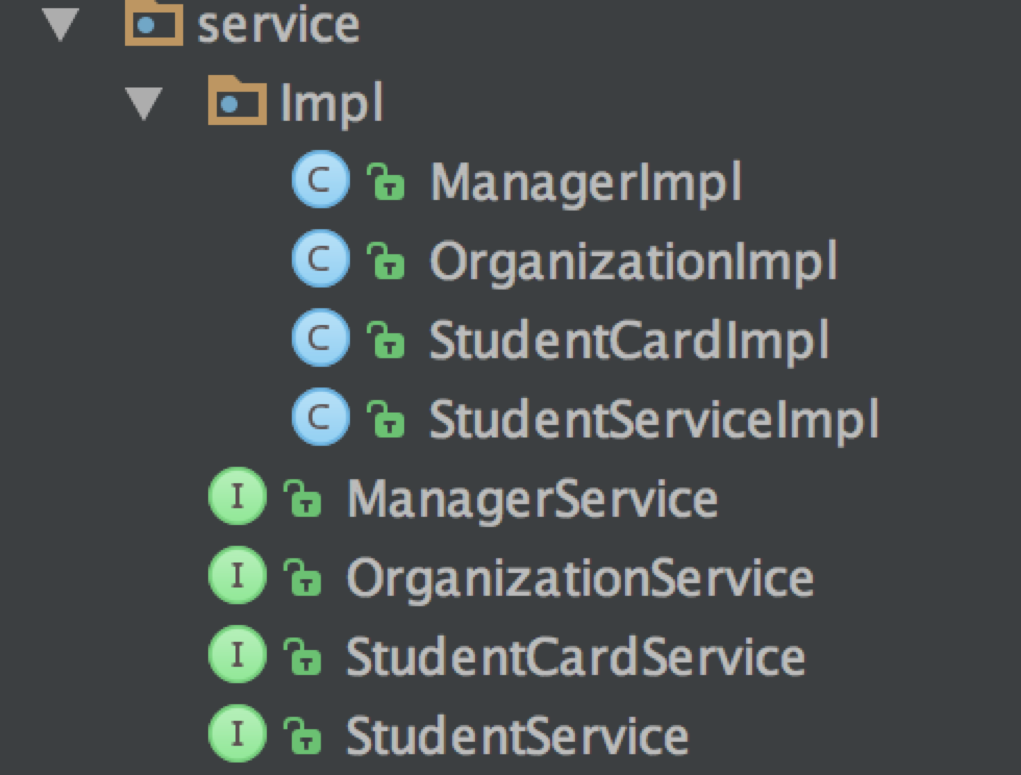 service
Impl
C ManagerImpl
C OrganizationImpl
C StudentCardImpl
C StudentServiceImpl
I ManagerService
I OrganizationService
I StudentCardService
I StudentService